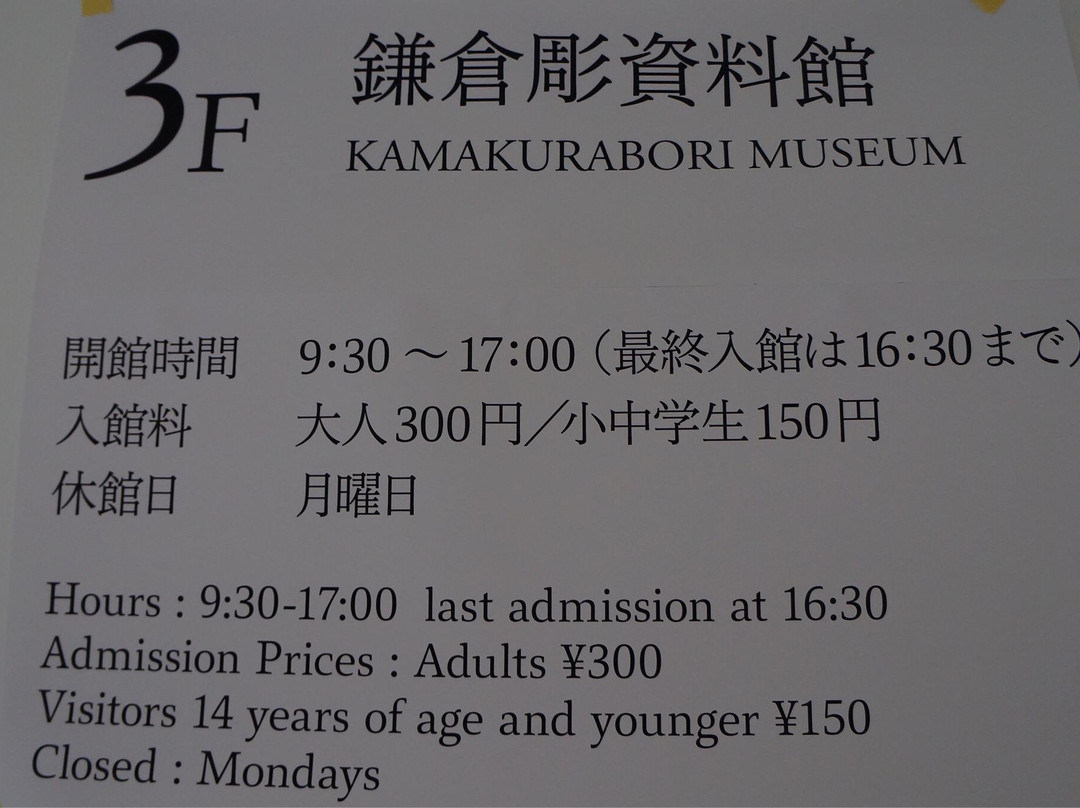 3F 鎌倉彫資料館
KAMAKURABORI MUSEUM
開館時間 9:30 ～ 17:00（最終入館は16:30まで）
入館料 大人300円／小中学生150円
休館日 月曜日
Hours : 9:30-17:00 last admission at 16:30
Admission Prices : Adults ¥300
Visitors 14 years of age and younger ¥150
Closed : Mondays